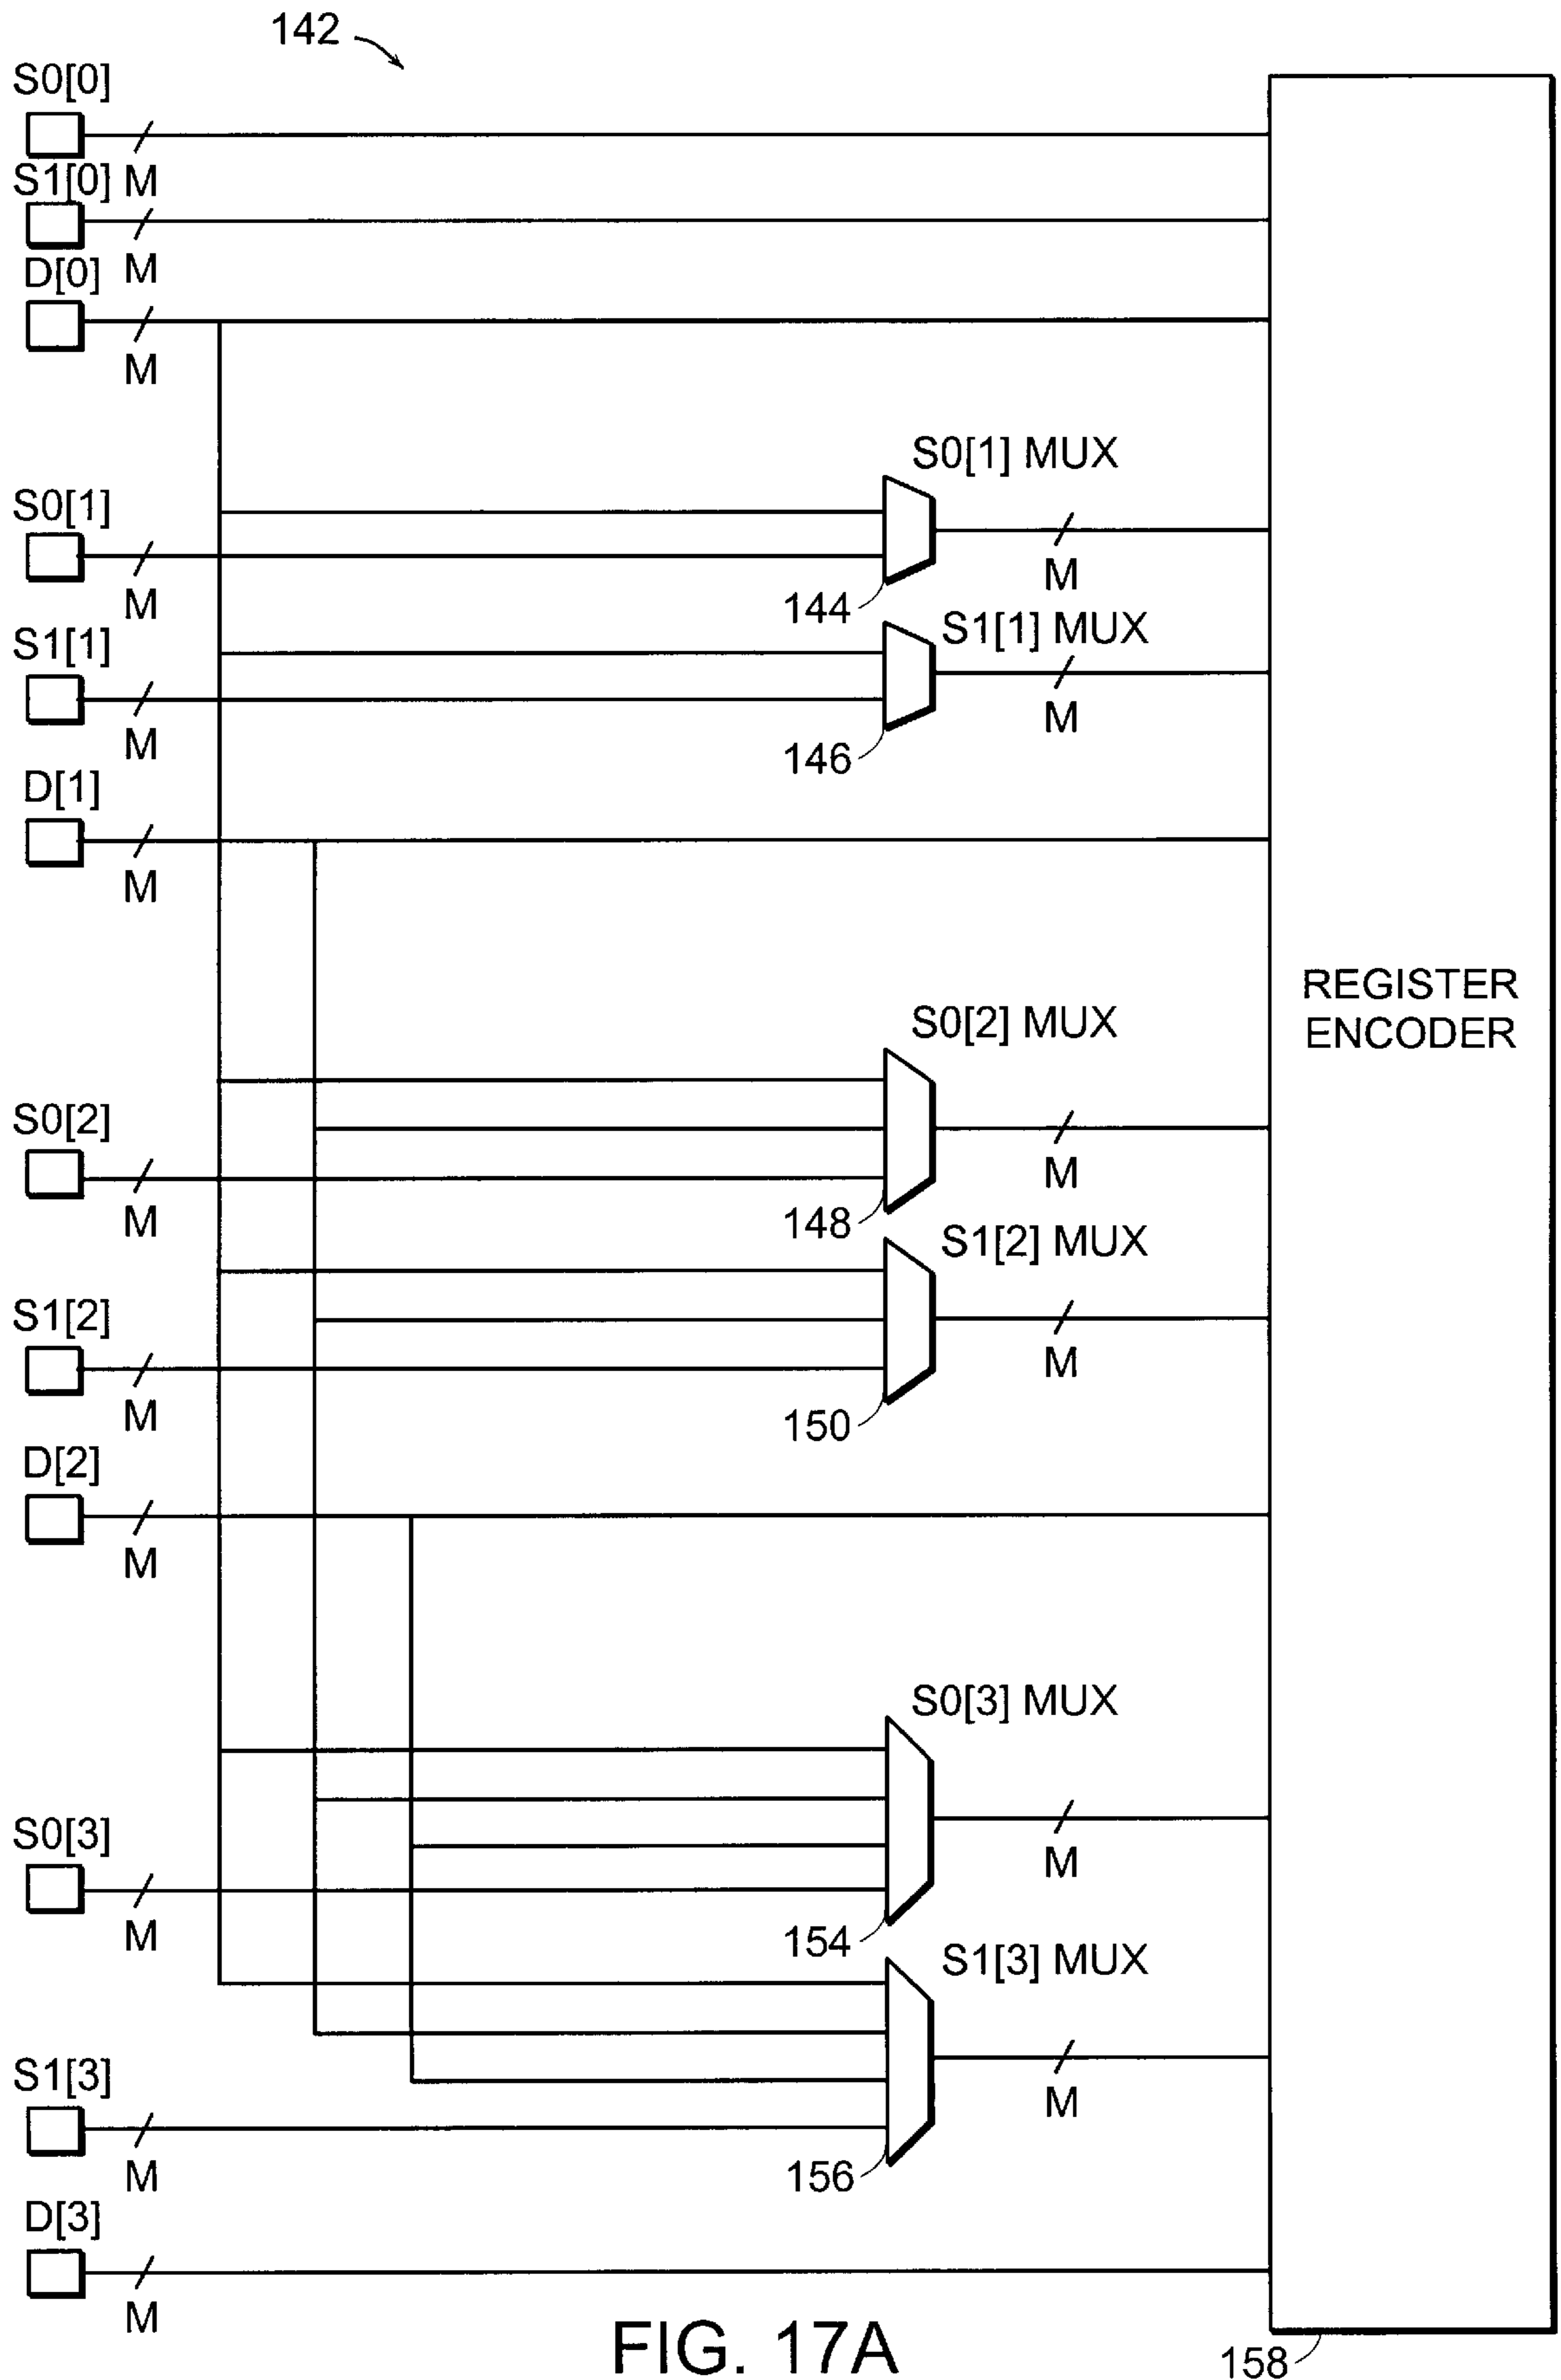 142
S0[0]
M
S1[0]
M
D[0]
M
S0[1] MUX
S0[1]
M
M
144
S1[1] MUX
S1[1]
M
M
146
D[1]
M
REGISTER
ENCODER
S0[2] MUX
S0[2]
M
M
148
S1[2] MUX
S1[2]
M
M
150
D[2]
M
S0[3] MUX
S0[3]
M
M
154
S1[3] MUX
S1[3]
M
M
156
D[3]
M
FIG. 17A
158